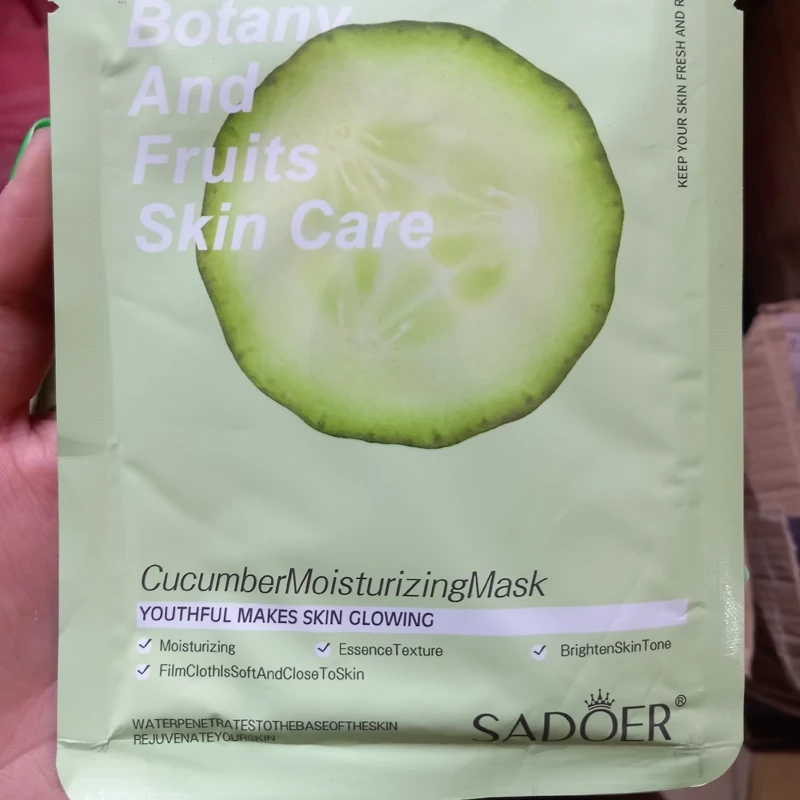 Botany
And
Fruits
Skin Care
KEEP YOUR SKIN FRESH AND
CucumberMoisturizingMask
YOUTHFUL MAKES SKIN GLOWING
Moisturizing
EssenceTexture
BrightenSkinTone
FilmClothIsSoftAndCloseToSkin
WATERPENETRATESTOTHEBASEOFTHESKIN
REJUVENATEYOURSKIN
SADOER®